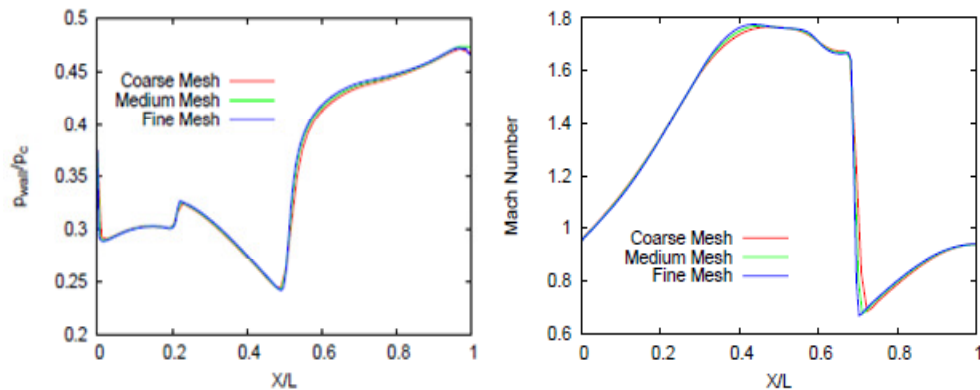 0.5
0.45
0.4
0.35
0.3
0.25
0.2
p_wall/p_c
Coarse Mesh
Medium Mesh
Fine Mesh
0 0.2 0.4 0.6 0.8 1
X/L
1.8
1.6
1.4
1.2
1
0.8
0.6
Mach Number
Coarse Mesh
Medium Mesh
Fine Mesh
0 0.2 0.4 0.6 0.8 1
X/L